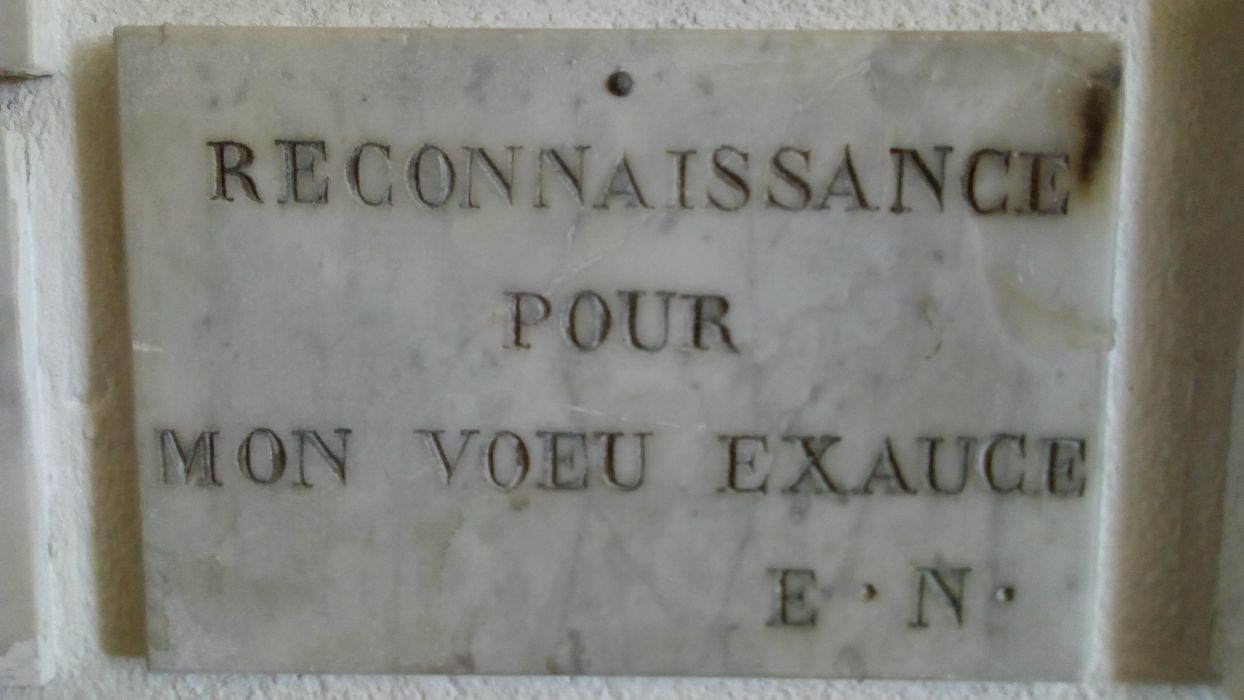 RECONNAISSANCE
POUR
MON VOEU EXAUCE
E·N·